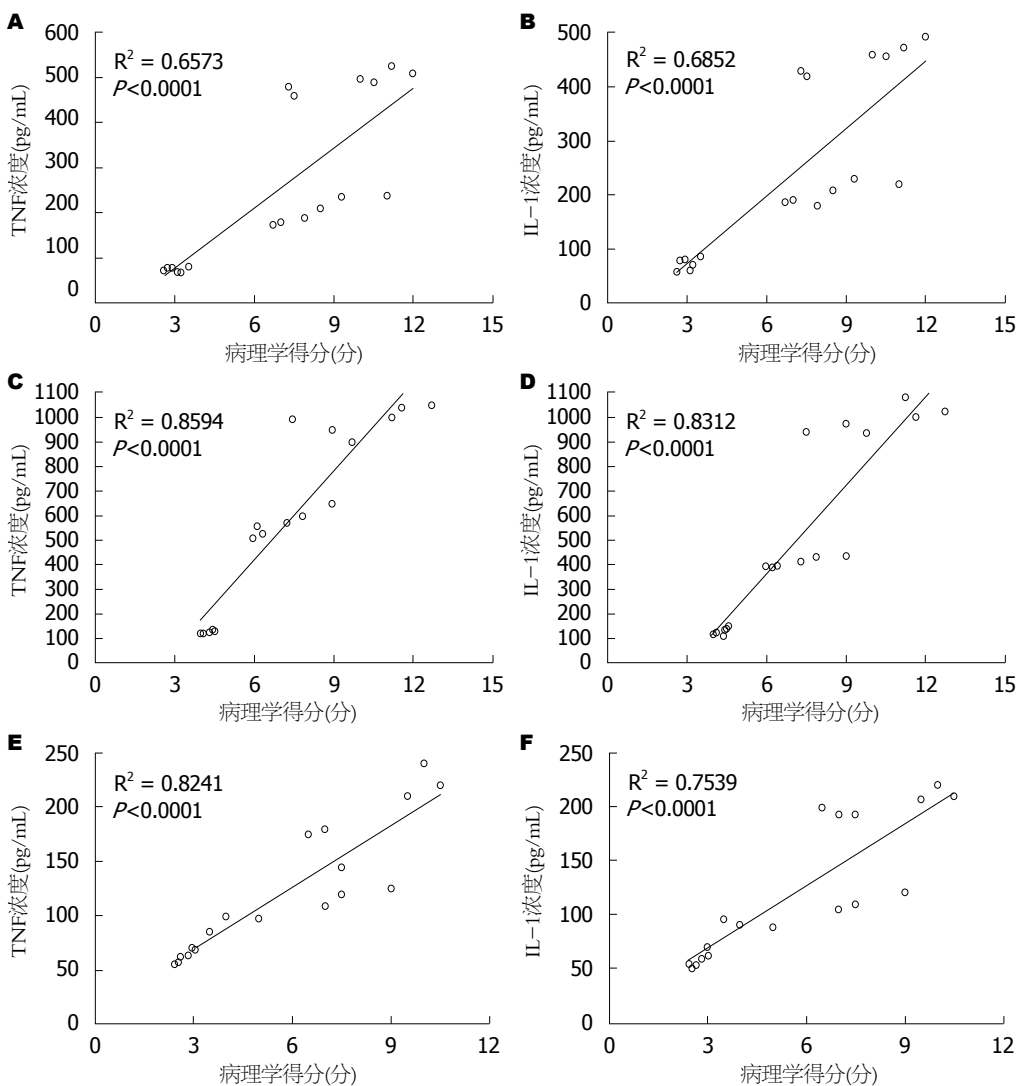 A
600
500
400
300
200
100
0
TNF浓度(pg/mL)
R² = 0.6573
P<0.0001
0 3 6 9 12 15
病理学得分(分)
B
500
400
300
200
100
0
IL-1浓度(pg/mL)
R² = 0.6852
P<0.0001
0 3 6 9 12 15
病理学得分(分)
C
1100
1000
900
800
700
600
500
400
300
200
100
0
TNF浓度(pg/mL)
R² = 0.8594
P<0.0001
0 3 6 9 12 15
病理学得分(分)
D
1100
1000
900
800
700
600
500
400
300
200
100
0
IL-1浓度(pg/mL)
R² = 0.8312
P<0.0001
0 3 6 9 12 15
病理学得分(分)
E
250
200
150
100
50
0
TNF浓度(pg/mL)
R² = 0.8241
P<0.0001
0 3 6 9 12
病理学得分(分)
F
250
200
150
100
50
0
IL-1浓度(pg/mL)
R² = 0.7539
P<0.0001
0 3 6 9 12
病理学得分(分)